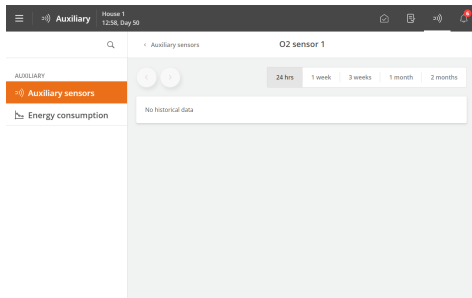 Auxiliary
House 1
12:58, Day 50
6
Auxiliary sensors
O2 sensor 1
AUXILIARY
Auxiliary sensors
Energy consumption
24 hrs
1 week
3 weeks
1 month
2 months
No historical data